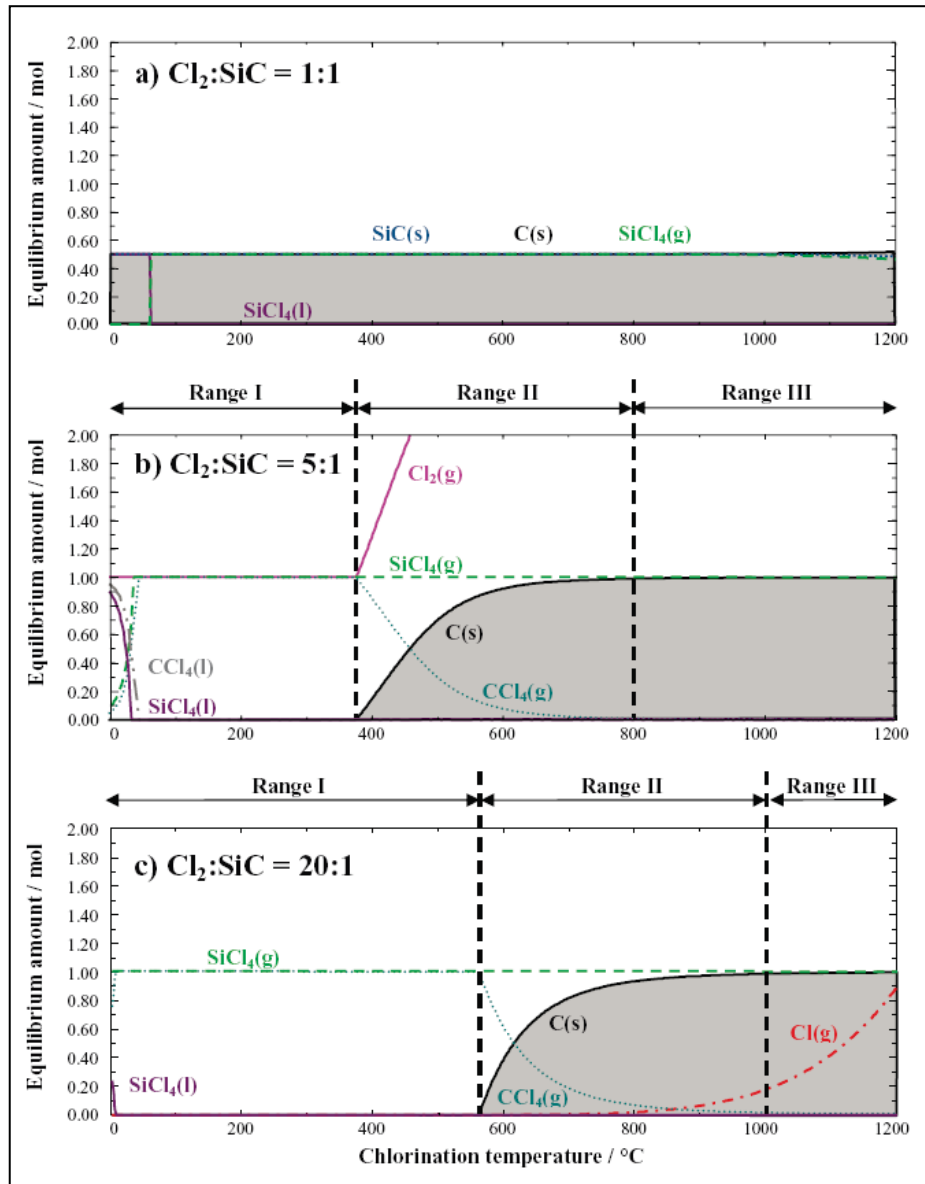 a) Cl₂:SiC = 1:1
Equilibrium amount / mol
2.00
1.80
1.60
1.40
1.20
1.00
0.80
0.60
0.40
0.20
0.00
SiC(s) C(s) SiCl₄(g)
SiCl₄(l)
0 200 400 600 800 1000 1200
Range I Range II Range III
b) Cl₂:SiC = 5:1
Equilibrium amount / mol
2.00
1.80
1.60
1.40
1.20
1.00
0.80
0.60
0.40
0.20
0.00
Cl₂(g)
SiCl₄(g)
C(s)
CCl₄(l)
CCl₄(g)
SiCl₄(l)
0 200 400 600 800 1000 1200
Range I Range II Range III
c) Cl₂:SiC = 20:1
Equilibrium amount / mol
2.00
1.80
1.60
1.40
1.20
1.00
0.80
0.60
0.40
0.20
0.00
SiCl₄(g)
C(s)
Cl(g)
SiCl₄(l)
CCl₄(g)
0 200 400 600 800 1000 1200
Chlorination temperature / °C